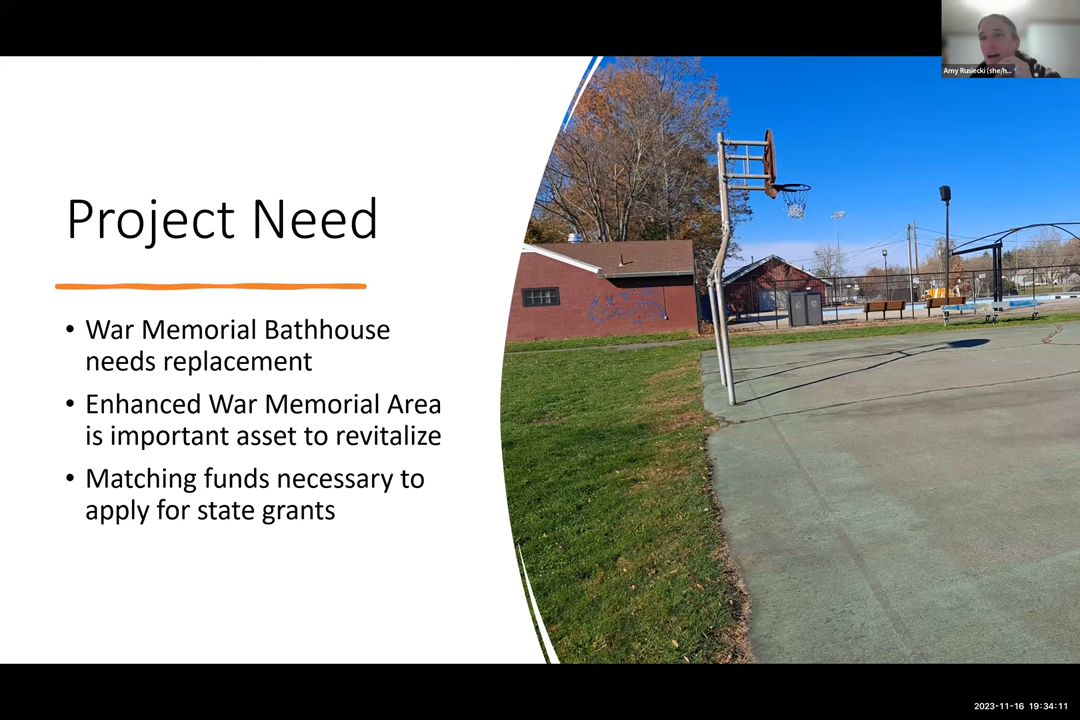 Amy Rusiecki (she/h...
Project Need
• War Memorial Bathhouse
needs replacement
• Enhanced War Memorial Area
is important asset to revitalize
• Matching funds necessary to
apply for state grants
2023-11-16 19:34:11